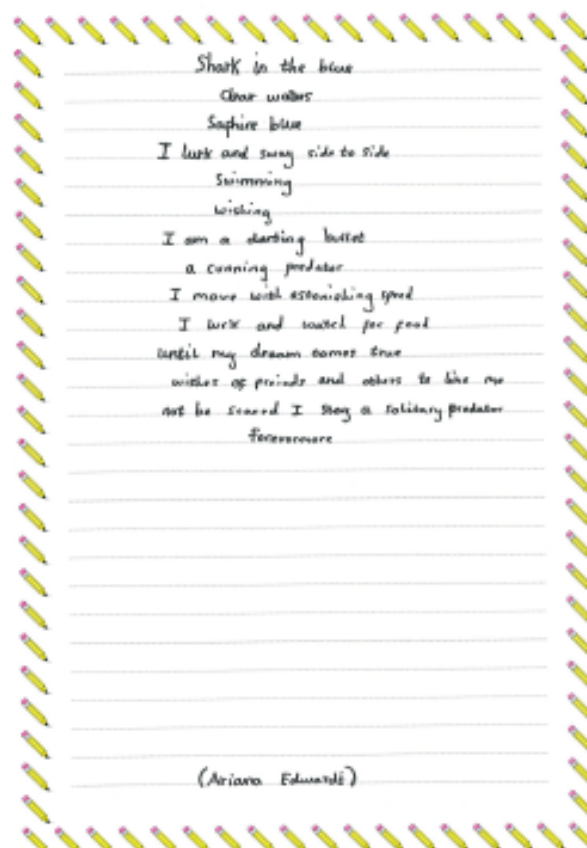 Shark in the blue
Clear waters
Saphire blue
I lurk and sway side to side
Swimming
wishing
I am a darting bullet
a cunning predator
I move with astonishing speed
I lurk and watch for food
until my dream comes true
wishes of freinds and others to like me
not be scared I stay a solitary predator
forevermore
(Ariana Edwards)